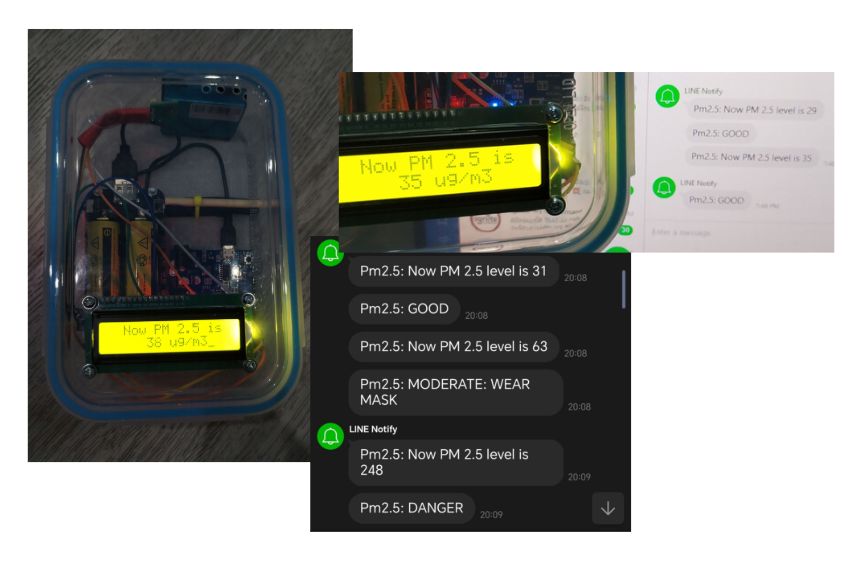 Now PM 2.5 is
38 ug/m3_
Now PM 2.5 is
35 ug/m3
LINE Notify
Pm2.5: Now PM 2.5 level is 29
Pm2.5: GOOD
Pm2.5: Now PM 2.5 level is 35
LINE Notify
Pm2.5: GOOD
Enter a message
30
Pm2.5: Now PM 2.5 level is 31
20:08
Pm2.5: GOOD
20:08
Pm2.5: Now PM 2.5 level is 63
20:08
Pm2.5: MODERATE: WEAR
MASK
20:08
LINE Notify
Pm2.5: Now PM 2.5 level is
248
20:09
Pm2.5: DANGER
20:09